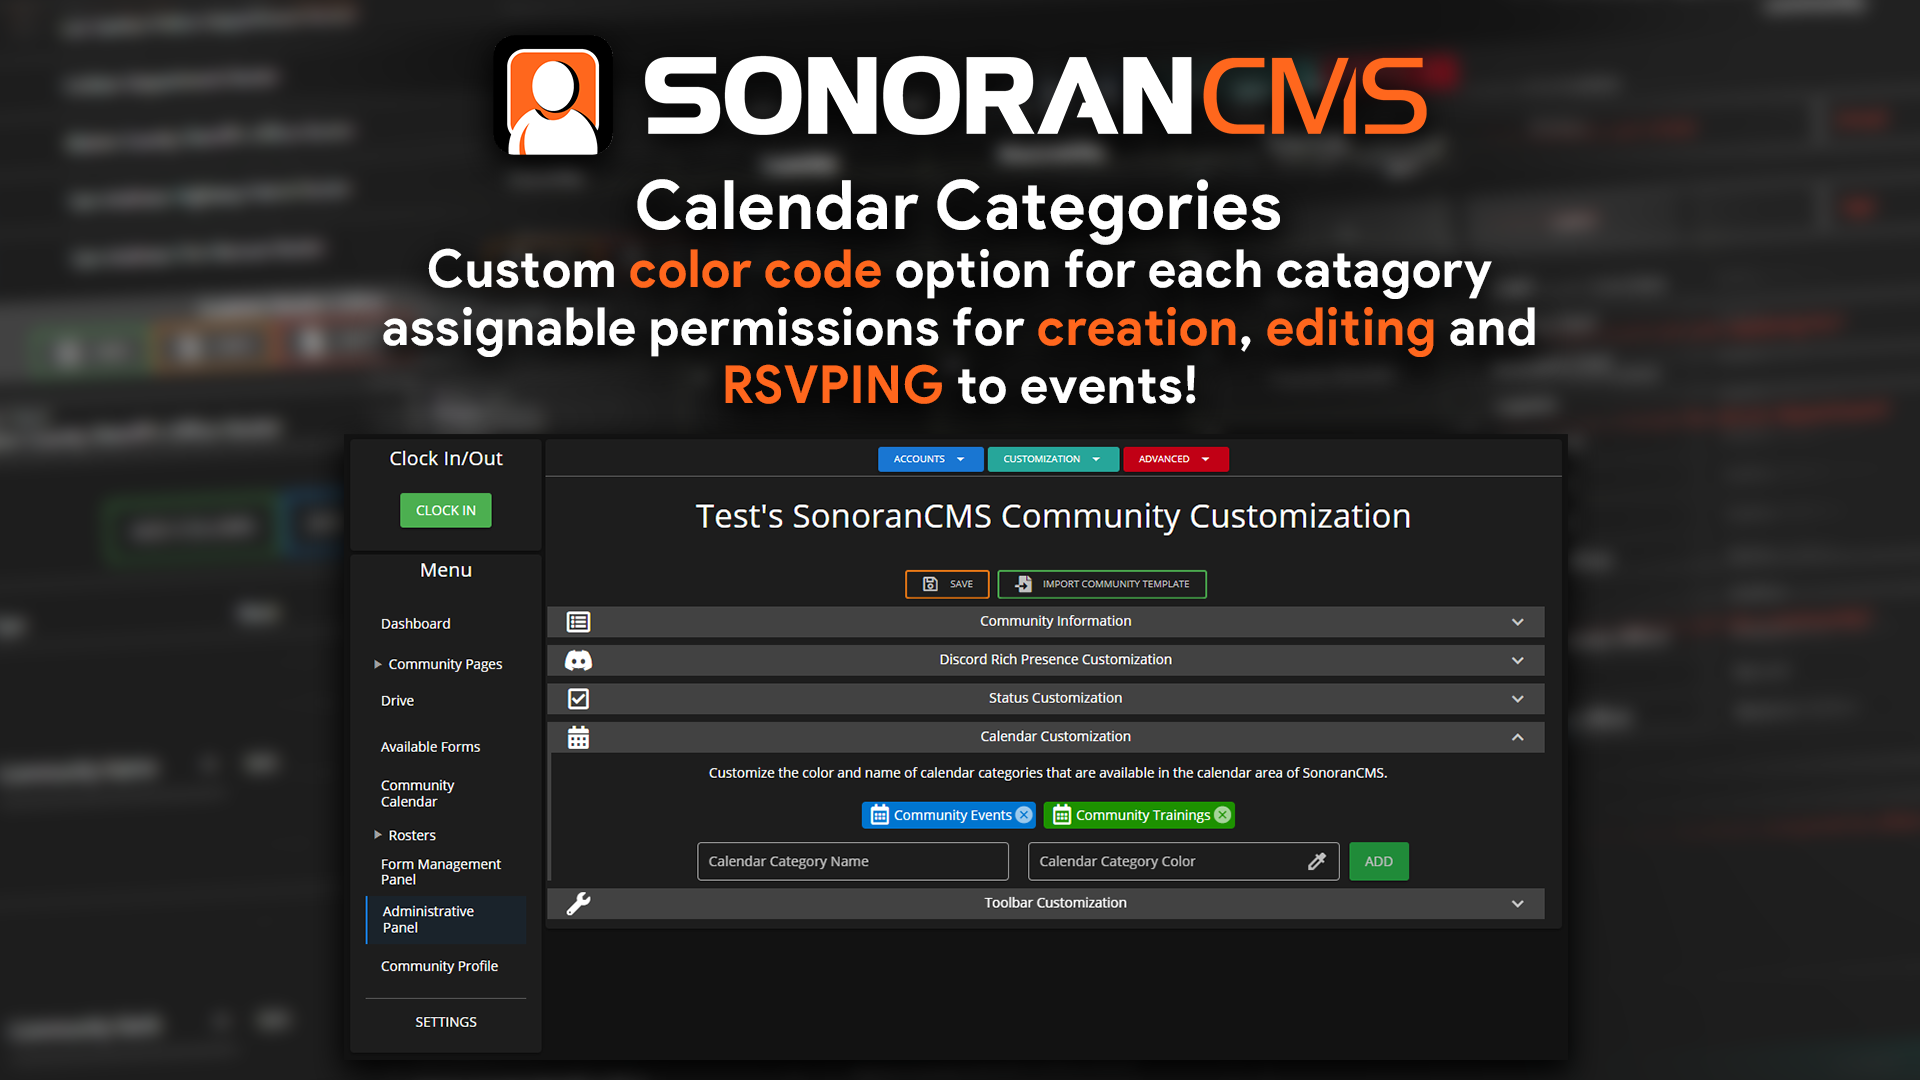 SONORANCMS
Calendar Categories
Custom color code option for each catagory
assignable permissions for creation, editing and
RSVPING to events!
Clock In/Out
CLOCK IN
Menu
Dashboard
Community Pages
Drive
Available Forms
Community
Calendar
Rosters
Form Management
Panel
Administrative
Panel
Community Profile
SETTINGS
ACCOUNTS
CUSTOMIZATION
ADVANCED
Test's SonoranCMS Community Customization
SAVE
IMPORT COMMUNITY TEMPLATE
Community Information
Discord Rich Presence Customization
Status Customization
Calendar Customization
Customize the color and name of calendar categories that are available in the calendar area of SonoranCMS.
Community Events
Community Trainings
Calendar Category Name
Calendar Category Color
ADD
Toolbar Customization